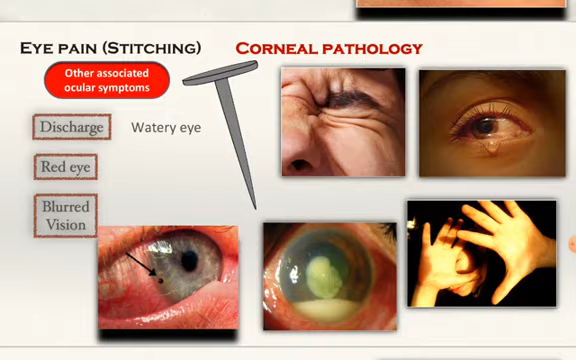 Eye pain (Stitching)
Corneal pathology
Other associated
ocular symptoms
Discharge
Watery eye
Red eye
Blurred
Vision